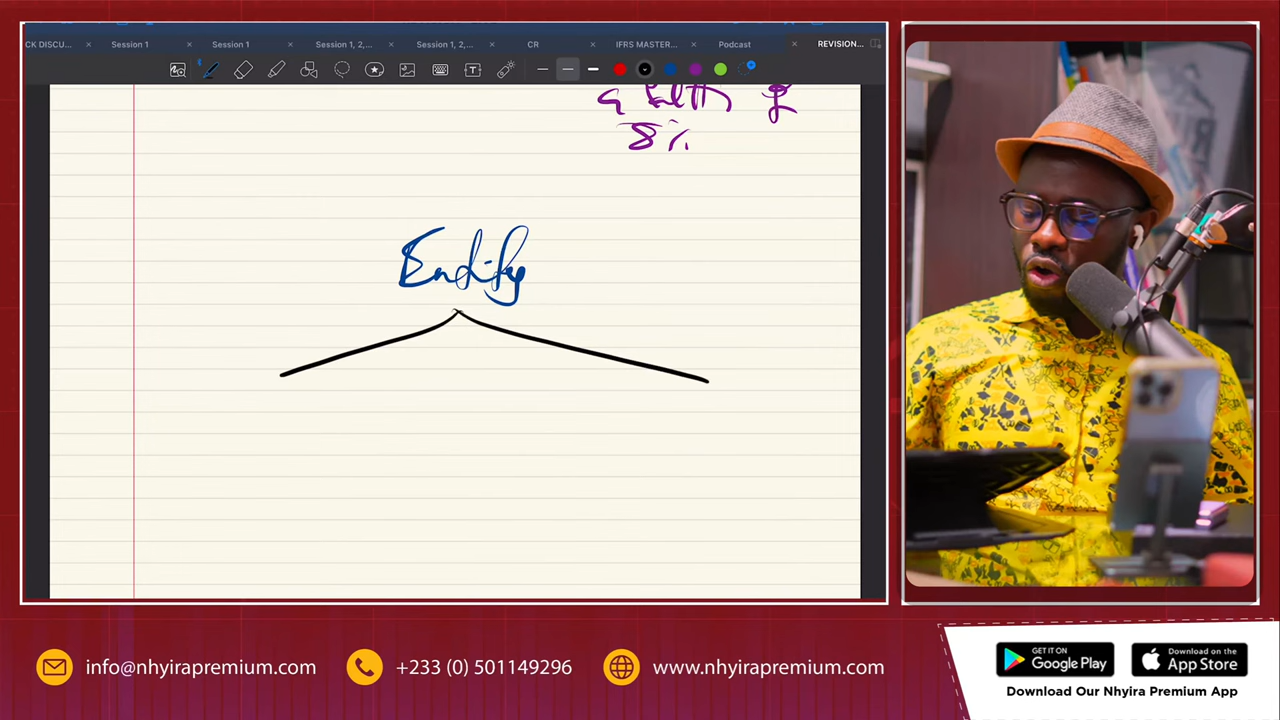 CK DISCU...
Session 1
Session 1
Session 1, 2,...
Session 1, 2,...
CR
IFRS MASTER...
Podcast
REVISION...
a
8%
Entity
info@nhyirapremium.com
+233 (0) 501149296
www.nhyirapremium.com
GET IT ON
Google Play
Download on the
App Store
Download Our Nhyira Premium App